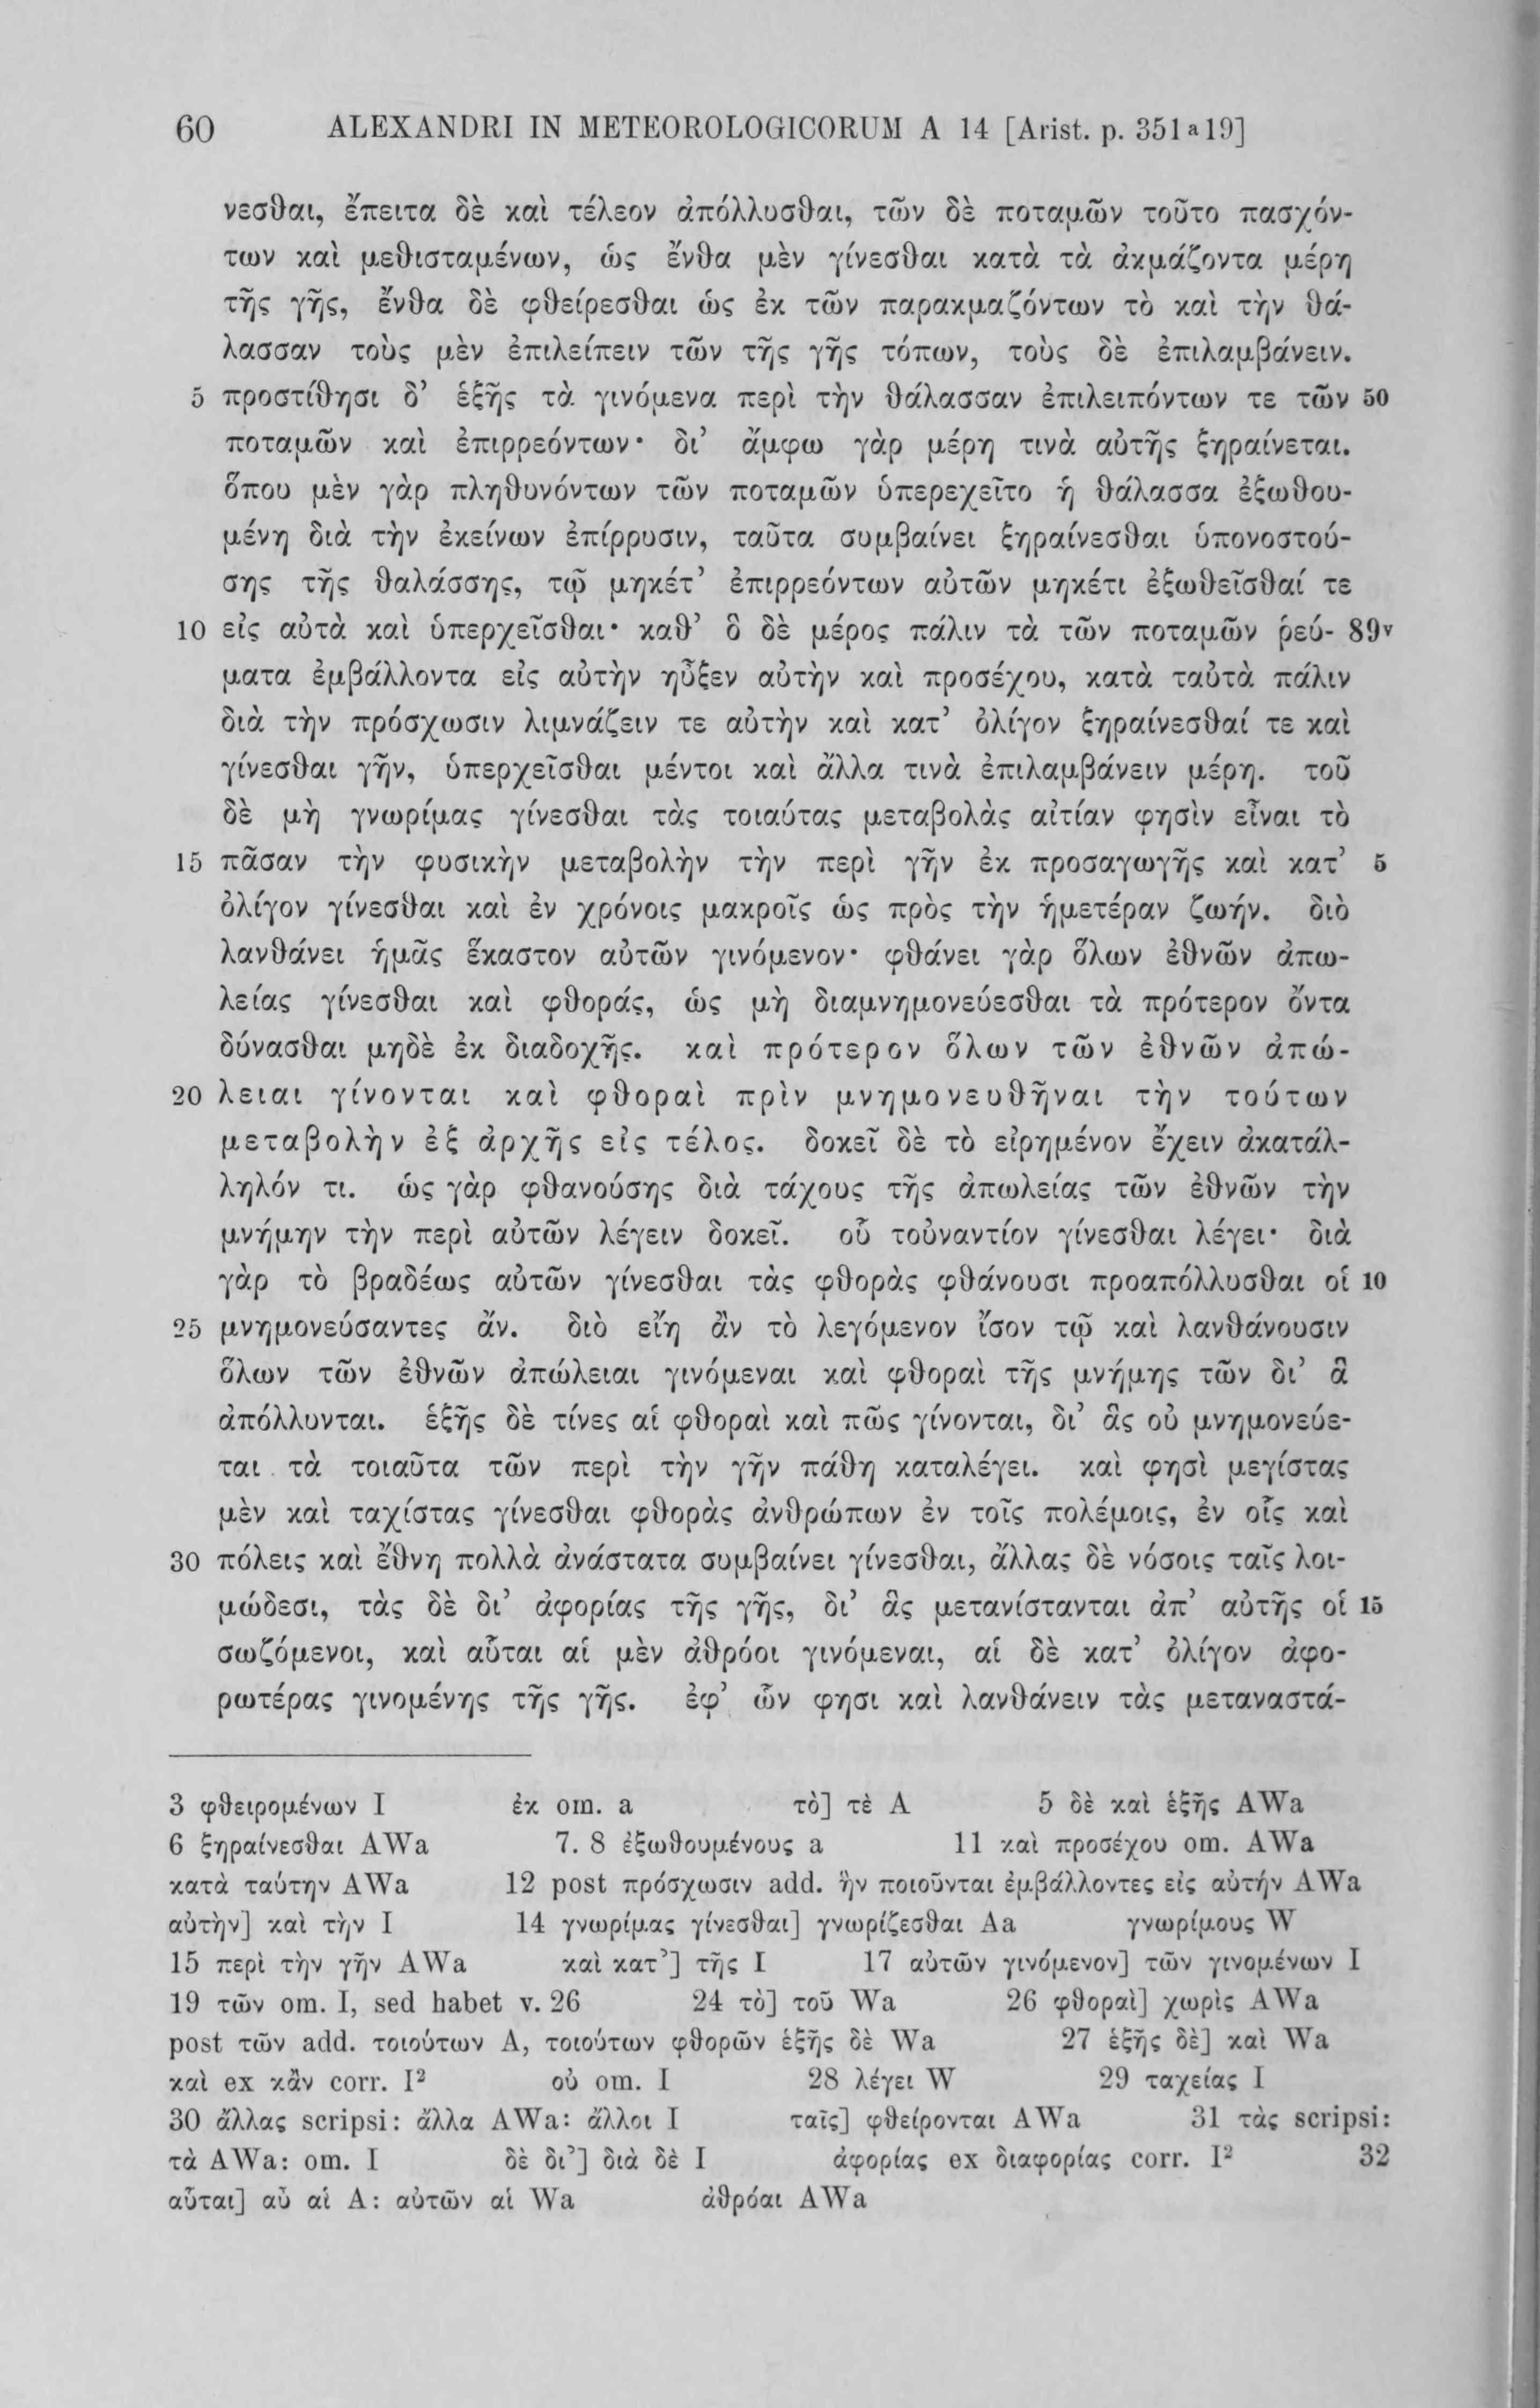 60 ALEXANDRI IN METEOROLOGICORUM A 14 [Arist. p. 351 a 19]
νεσθαι, ἔπειτα δὲ καὶ τέλεον ἀπόλλυσθαι, τῶν δὲ ποταμῶν τοῦτο πασχόν-
των καὶ μεθισταμένων, ὡς ἔνθα μὲν γίνεσθαι κατὰ τὰ ἀκμάζοντα μέρη
τῆς γῆς, ἔνθα δὲ φθείρεσθαι ὡς ἐκ τῶν παρακμαζόντων τὸ καὶ τὴν θά-
λασσαν τοὺς μὲν ἐπιλείπειν τῶν τῆς γῆς τόπων, τοὺς δὲ ἐπιλαμβάνειν.
5 προστίθησι δ’ ἑξῆς τὰ γινόμενα περὶ τὴν θάλασσαν ἐπιλειπόντων τε τῶν 50
ποταμῶν καὶ ἐπιρρεόντων· δι’ ἄμφω γὰρ μέρη τινὰ αὐτῆς ξηραίνεται.
ὅπου μὲν γὰρ πληθυνόντων τῶν ποταμῶν ὑπερεχεῖτο ἡ θάλασσα ἐξωθου-
μένη διὰ τὴν ἐκείνων ἐπίρρυσιν, ταῦτα συμβαίνει ξηραίνεσθαι ὑπονοστού-
σης τῆς θαλάσσης, τῷ μηκέτ’ ἐπιρρεόντων αὐτῶν μηκέτι ἐξωθεῖσθαί τε
10 εἰς αὐτὰ καὶ ὑπερχεῖσθαι· καθ’ ὃ δὲ μέρος πάλιν τὰ τῶν ποταμῶν ῥεύ- 89v
ματα ἐμβάλλοντα εἰς αὐτὴν ηὖξεν αὐτὴν καὶ προσέχου, κατὰ ταὐτὰ πάλιν
διὰ τὴν πρόσχωσιν λιμνάζειν τε αὐτὴν καὶ κατ’ ὀλίγον ξηραίνεσθαί τε καὶ
γίνεσθαι γῆν, ὑπερχεῖσθαι μέντοι καὶ ἄλλα τινὰ ἐπιλαμβάνειν μέρη. τοῦ
δὲ μὴ γνωρίμας γίνεσθαι τὰς τοιαύτας μεταβολὰς αἰτίαν φησὶν εἶναι τὸ
15 πᾶσαν τὴν φυσικὴν μεταβολὴν τὴν περὶ γῆν ἐκ προσαγωγῆς καὶ κατ’ 5
ὀλίγον γίνεσθαι καὶ ἐν χρόνοις μακροῖς ὡς πρὸς τὴν ἡμετέραν ζωήν. διὸ
λανθάνει ἡμᾶς ἕκαστον αὐτῶν γινόμενον· φθάνει γὰρ ὅλων ἐθνῶν ἀπω-
λείας γίνεσθαι καὶ φθοράς, ὡς μὴ διαμνημονεύεσθαι τὰ πρότερον ὄντα
δύνασθαι μηδὲ ἐκ διαδοχῆς. καὶ πρότερον ὅλων τῶν ἐθνῶν ἀπώ-
20 λειαι γίνονται καὶ φθοραὶ πρὶν μνημονευθῆναι τὴν τούτων
μεταβολὴν ἐξ ἀρχῆς εἰς τέλος. δοκεῖ δὲ τὸ εἰρημένον ἔχειν ἀκατάλ-
ληλόν τι. ὡς γὰρ φθανούσης διὰ τάχους τῆς ἀπωλείας τῶν ἐθνῶν τὴν
μνήμην τὴν περὶ αὐτῶν λέγειν δοκεῖ. οὗ τοὐναντίον γίνεσθαι λέγει· διὰ
γὰρ τὸ βραδέως αὐτῶν γίνεσθαι τὰς φθορὰς φθάνουσι προαπόλλυσθαι οἱ 10
25 μνημονεύσαντες ἄν. διὸ εἴη ἂν τὸ λεγόμενον ἴσον τῷ καὶ λανθάνουσιν
ὅλων τῶν ἐθνῶν ἀπώλειαι γινόμεναι καὶ φθοραὶ τῆς μνήμης τῶν δι’ ἃ
ἀπόλλυνται. ἑξῆς δὲ τίνες αἱ φθοραὶ καὶ πῶς γίνονται, δι’ ἃς οὐ μνημονεύε-
ται τὰ τοιαῦτα τῶν περὶ τὴν γῆν πάθη καταλέγει. καὶ φησὶ μεγίστας
μὲν καὶ ταχίστας γίνεσθαι φθορὰς ἀνθρώπων ἐν τοῖς πολέμοις, ἐν οἷς καὶ
30 πόλεις καὶ ἔθνη πολλὰ ἀνάστατα συμβαίνει γίνεσθαι, ἄλλας δὲ νόσοις ταῖς λοι-
μώδεσι, τὰς δὲ δι’ ἀφορίας τῆς γῆς, δι’ ἃς μετανίστανται ἀπ’ αὐτῆς οἱ 15
σωζόμενοι, καὶ αὗται αἱ μὲν ἀθρόοι γινόμεναι, αἱ δὲ κατ’ ὀλίγον ἀφο-
ρωτέρας γινομένης τῆς γῆς. ἐφ’ ὧν φησι καὶ λανθάνειν τὰς μεταναστά-
3 φθειρομένων I ἐκ om. a τὸ] τὲ A 5 δὲ καὶ ἑξῆς AWa
6 ξηραίνεσθαι AWa 7. 8 ἐξωθουμένους a 11 καὶ προσέχου om. AWa
κατὰ ταύτην AWa 12 post πρόσχωσιν add. ἣν ποιοῦνται ἐμβάλλοντες εἰς αὐτήν AWa
αὐτὴν] καὶ τὴν I 14 γνωρίμας γίνεσθαι] γνωρίζεσθαι Aa γνωρίμους W
15 περὶ τὴν γῆν AWa καὶ κατ’] τῆς I 17 αὐτῶν γινόμενον] τῶν γινομένων I
19 τῶν om. I, sed habet v. 26 24 τὸ] τοῦ Wa 26 φθοραὶ] χωρὶς AWa
post τῶν add. τοιούτων A, τοιούτων φθορῶν ἑξῆς δὲ Wa 27 ἑξῆς δὲ] καὶ Wa
καὶ ex κἂν corr. I² οὐ om. I 28 λέγει W 29 ταχείας I
30 ἄλλας scripsi: ἄλλα AWa: ἄλλοι I ταῖς] φθείρονται AWa 31 τὰς scripsi:
τὰ AWa: om. I δὲ δι’] διὰ δὲ I ἀφορίας ex διαφορίας corr. I² 32
αὗται] αὖ αἱ A: αὐτῶν αἱ Wa ἀθρόαι AWa